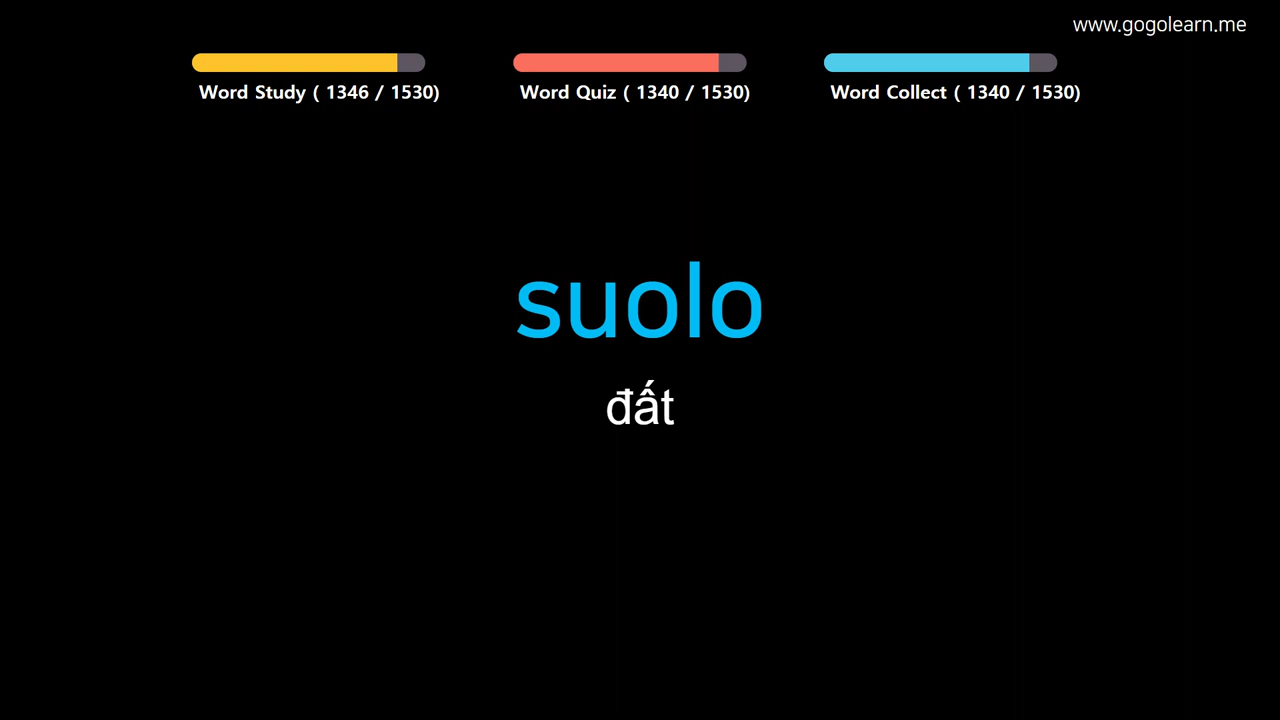 www.gogolearn.me
Word Study ( 1346 / 1530)
Word Quiz ( 1340 / 1530)
Word Collect ( 1340 / 1530)
suolo
đất